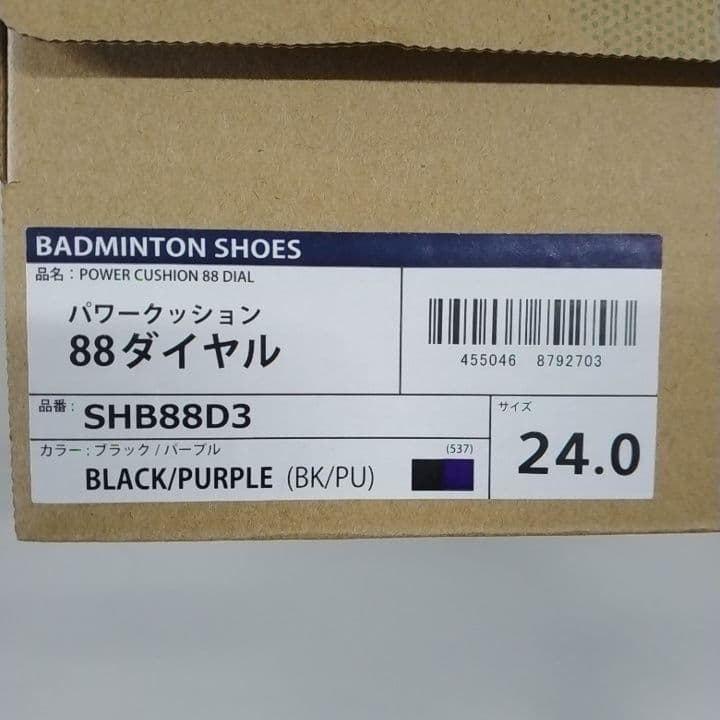 BADMINTON SHOES
品名：POWER CUSHION 88 DIAL
パワークッション
88ダイヤル
455046 8792703
品番：SHB88D3
サイズ
24.0
カラー：ブラック / パープル (537)
BLACK/PURPLE (BK/PU)